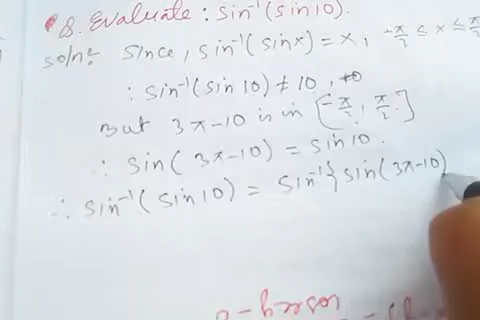 8. Evaluate: sin⁻¹(sin10).
soln: Since, sin⁻¹(sinx) = x, -π/2 ≤ x ≤ π/2
: sin⁻¹(sin 10) ≠ 10,
But 3π-10 is in [-π/2, π/2]
∴ sin(3π-10) = sin10.
∴ sin⁻¹(sin10) = sin⁻¹{sin(3π-10)